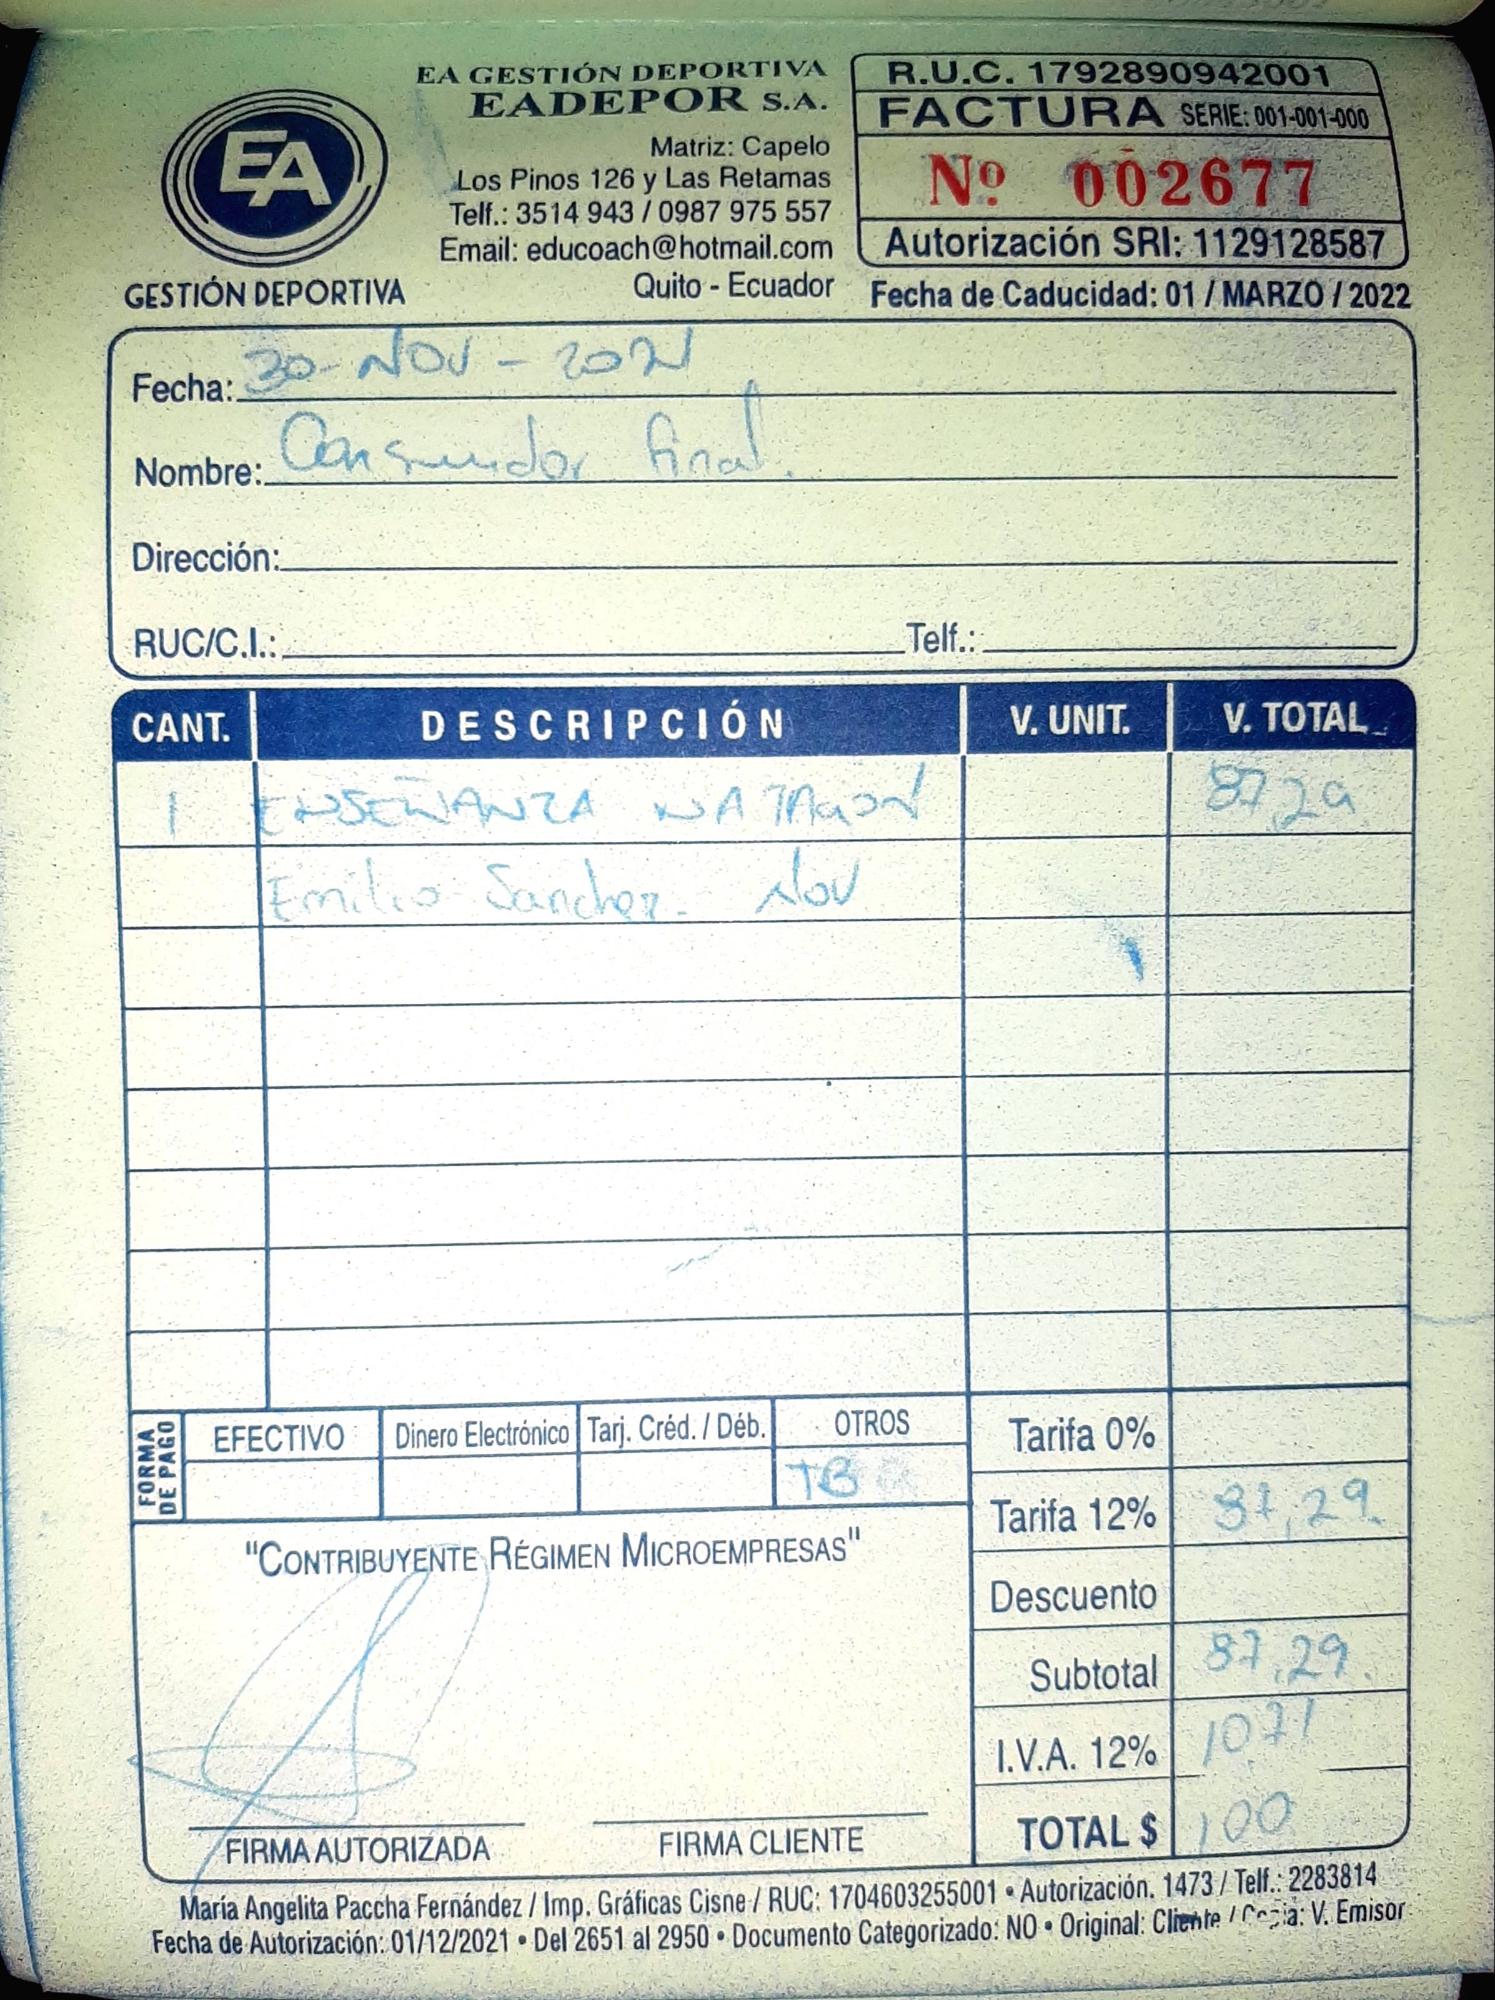 EA GESTIÓN DEPORTIVA
EADEPOR S.A.
Matriz: Capelo
Los Pinos 126 y Las Retamas
Telf.: 3514 943 / 0987 975 557
Email: educoach@hotmail.com
Quito - Ecuador
EA
GESTIÓN DEPORTIVA
R.U.C. 1792890942001
FACTURA SERIE: 001-001-000
Nº 002677
Autorización SRI: 1129128587
Fecha de Caducidad: 01 / MARZO / 2022
Fecha: 30-NOV-2021
Nombre: Consumidor final.
Dirección:
RUC/C.I.: Telf.:
CANT. DESCRIPCIÓN V. UNIT. V. TOTAL
1 ENSEÑANZA NATACION 87,29
Emilio Sanchez. Nov
FORMA DE PAGO
EFECTIVO Dinero Electrónico Tarj. Créd. / Déb. OTROS
TB
Tarifa 0%
Tarifa 12% 87,29.
Descuento
Subtotal 87,29.
I.V.A. 12% 10 71
TOTAL $ 100
"CONTRIBUYENTE RÉGIMEN MICROEMPRESAS"
FIRMA AUTORIZADA FIRMA CLIENTE
María Angelita Paccha Fernández / Imp. Gráficas Cisne / RUC: 1704603255001 • Autorización. 1473 / Telf.: 2283814
Fecha de Autorización: 01/12/2021 • Del 2651 al 2950 • Documento Categorizado: NO • Original: Cliente / Copia: V. Emisor